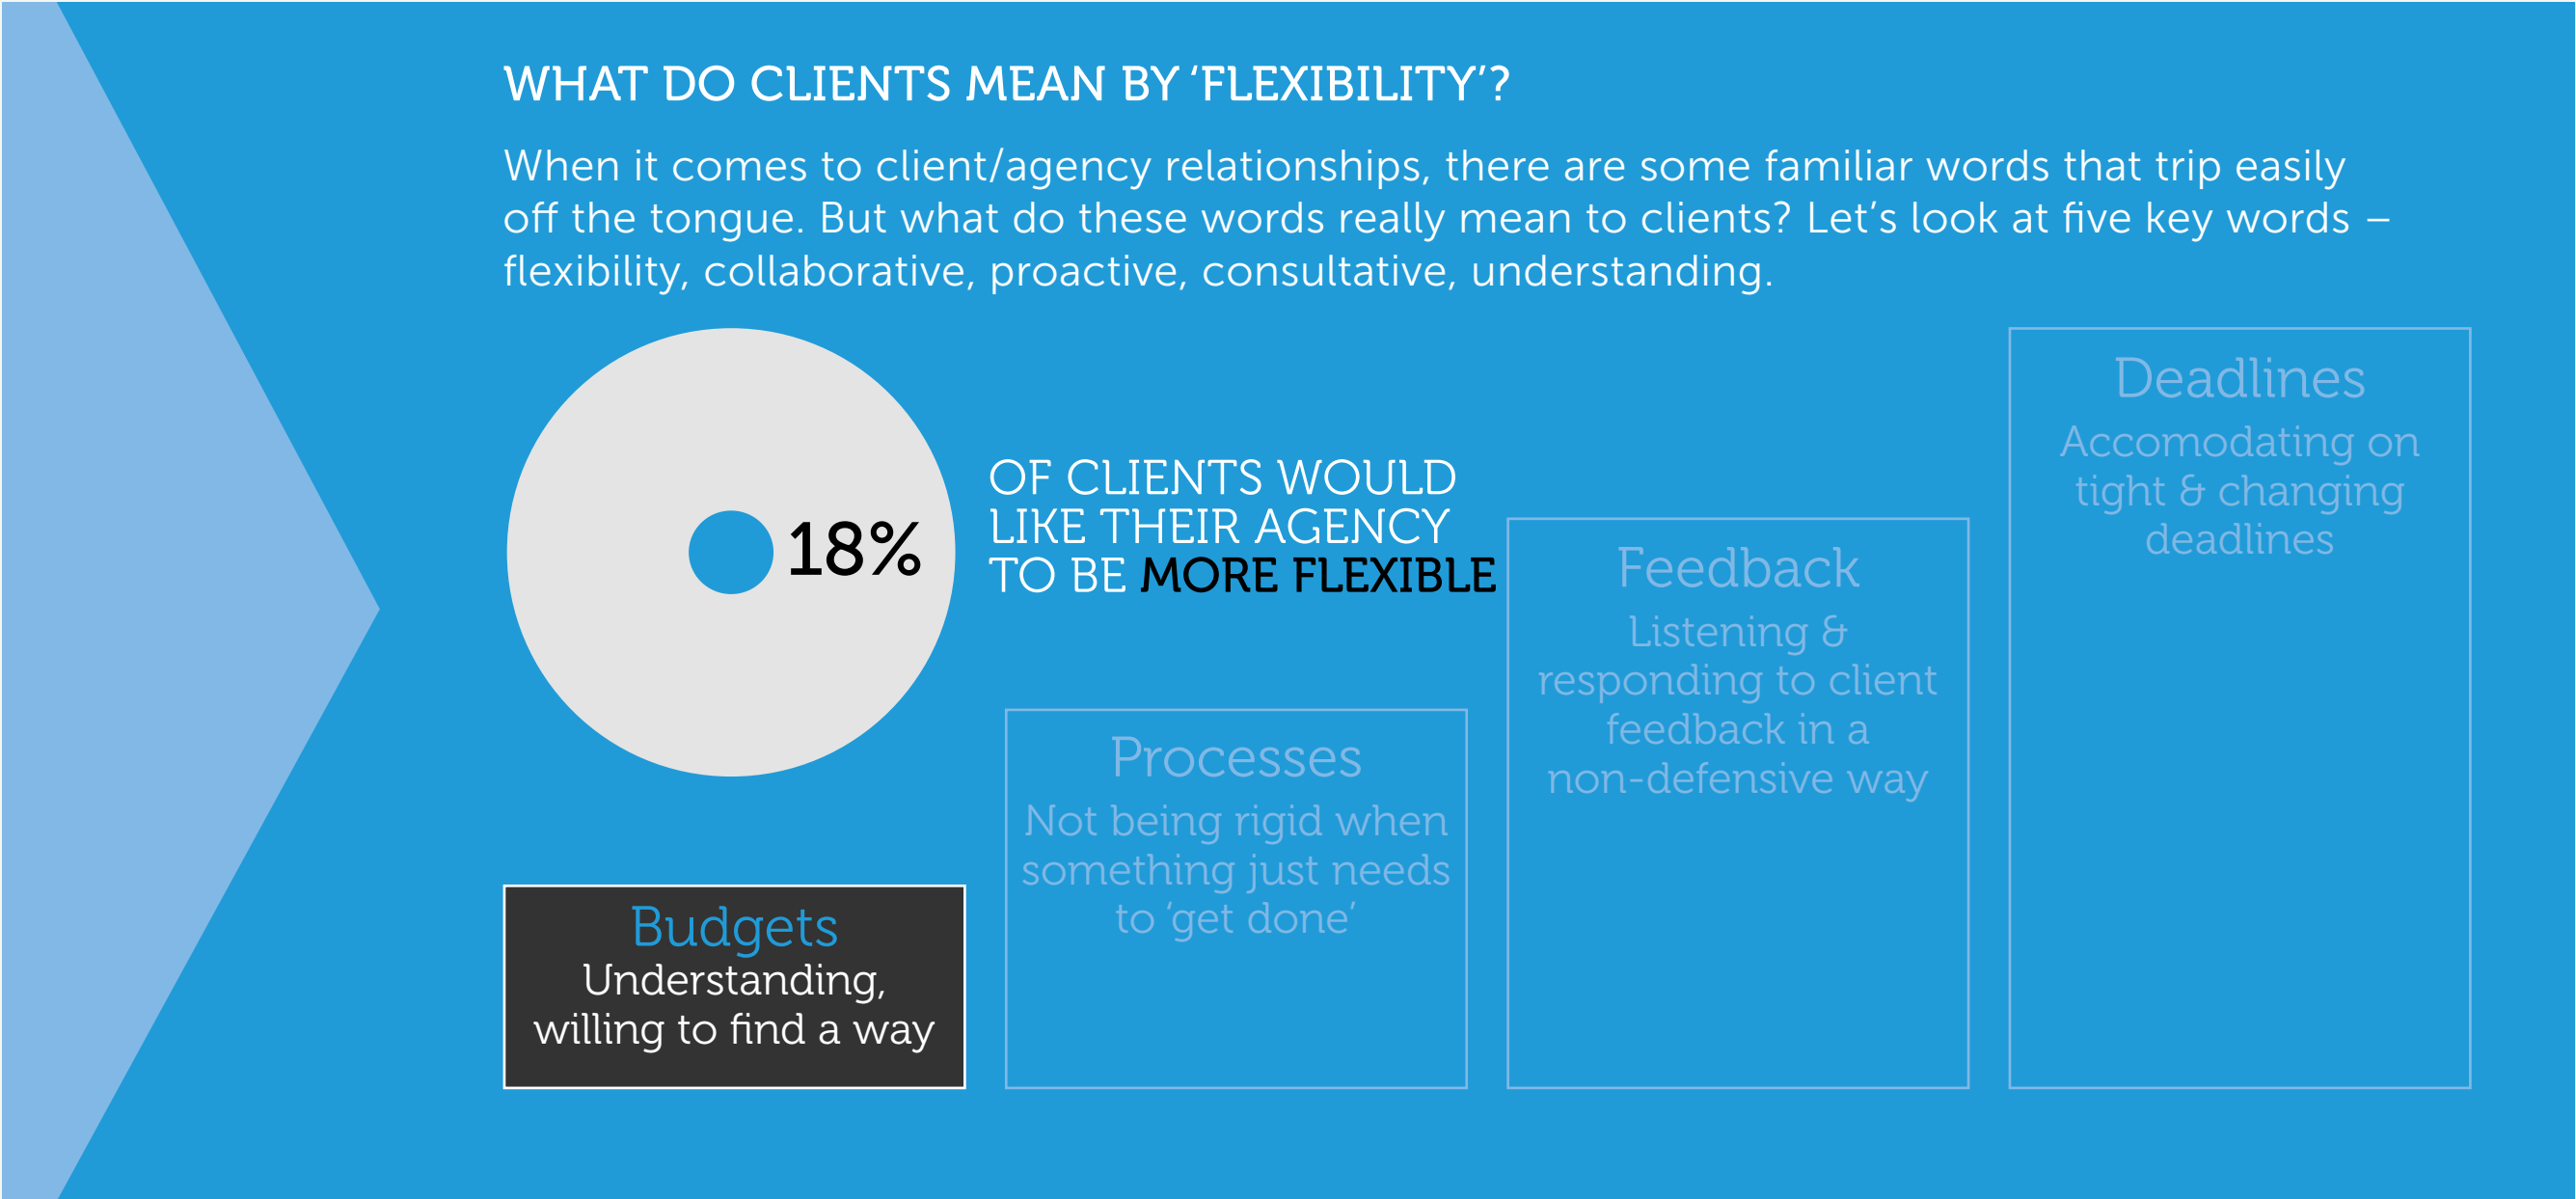 WHAT DO CLIENTS MEAN BY ‘FLEXIBILITY’?
When it comes to client/agency relationships, there are some familiar words that trip easily
off the tongue. But what do these words really mean to clients? Let’s look at five key words –
flexibility, collaborative, proactive, consultative, understanding.
18%
OF CLIENTS WOULD
LIKE THEIR AGENCY
TO BE MORE FLEXIBLE
Budgets
Understanding,
willing to find a way
Processes
Not being rigid when
something just needs
to ‘get done’
Feedback
Listening &
responding to client
feedback in a
non-defensive way
Deadlines
Accomodating on
tight & changing
deadlines